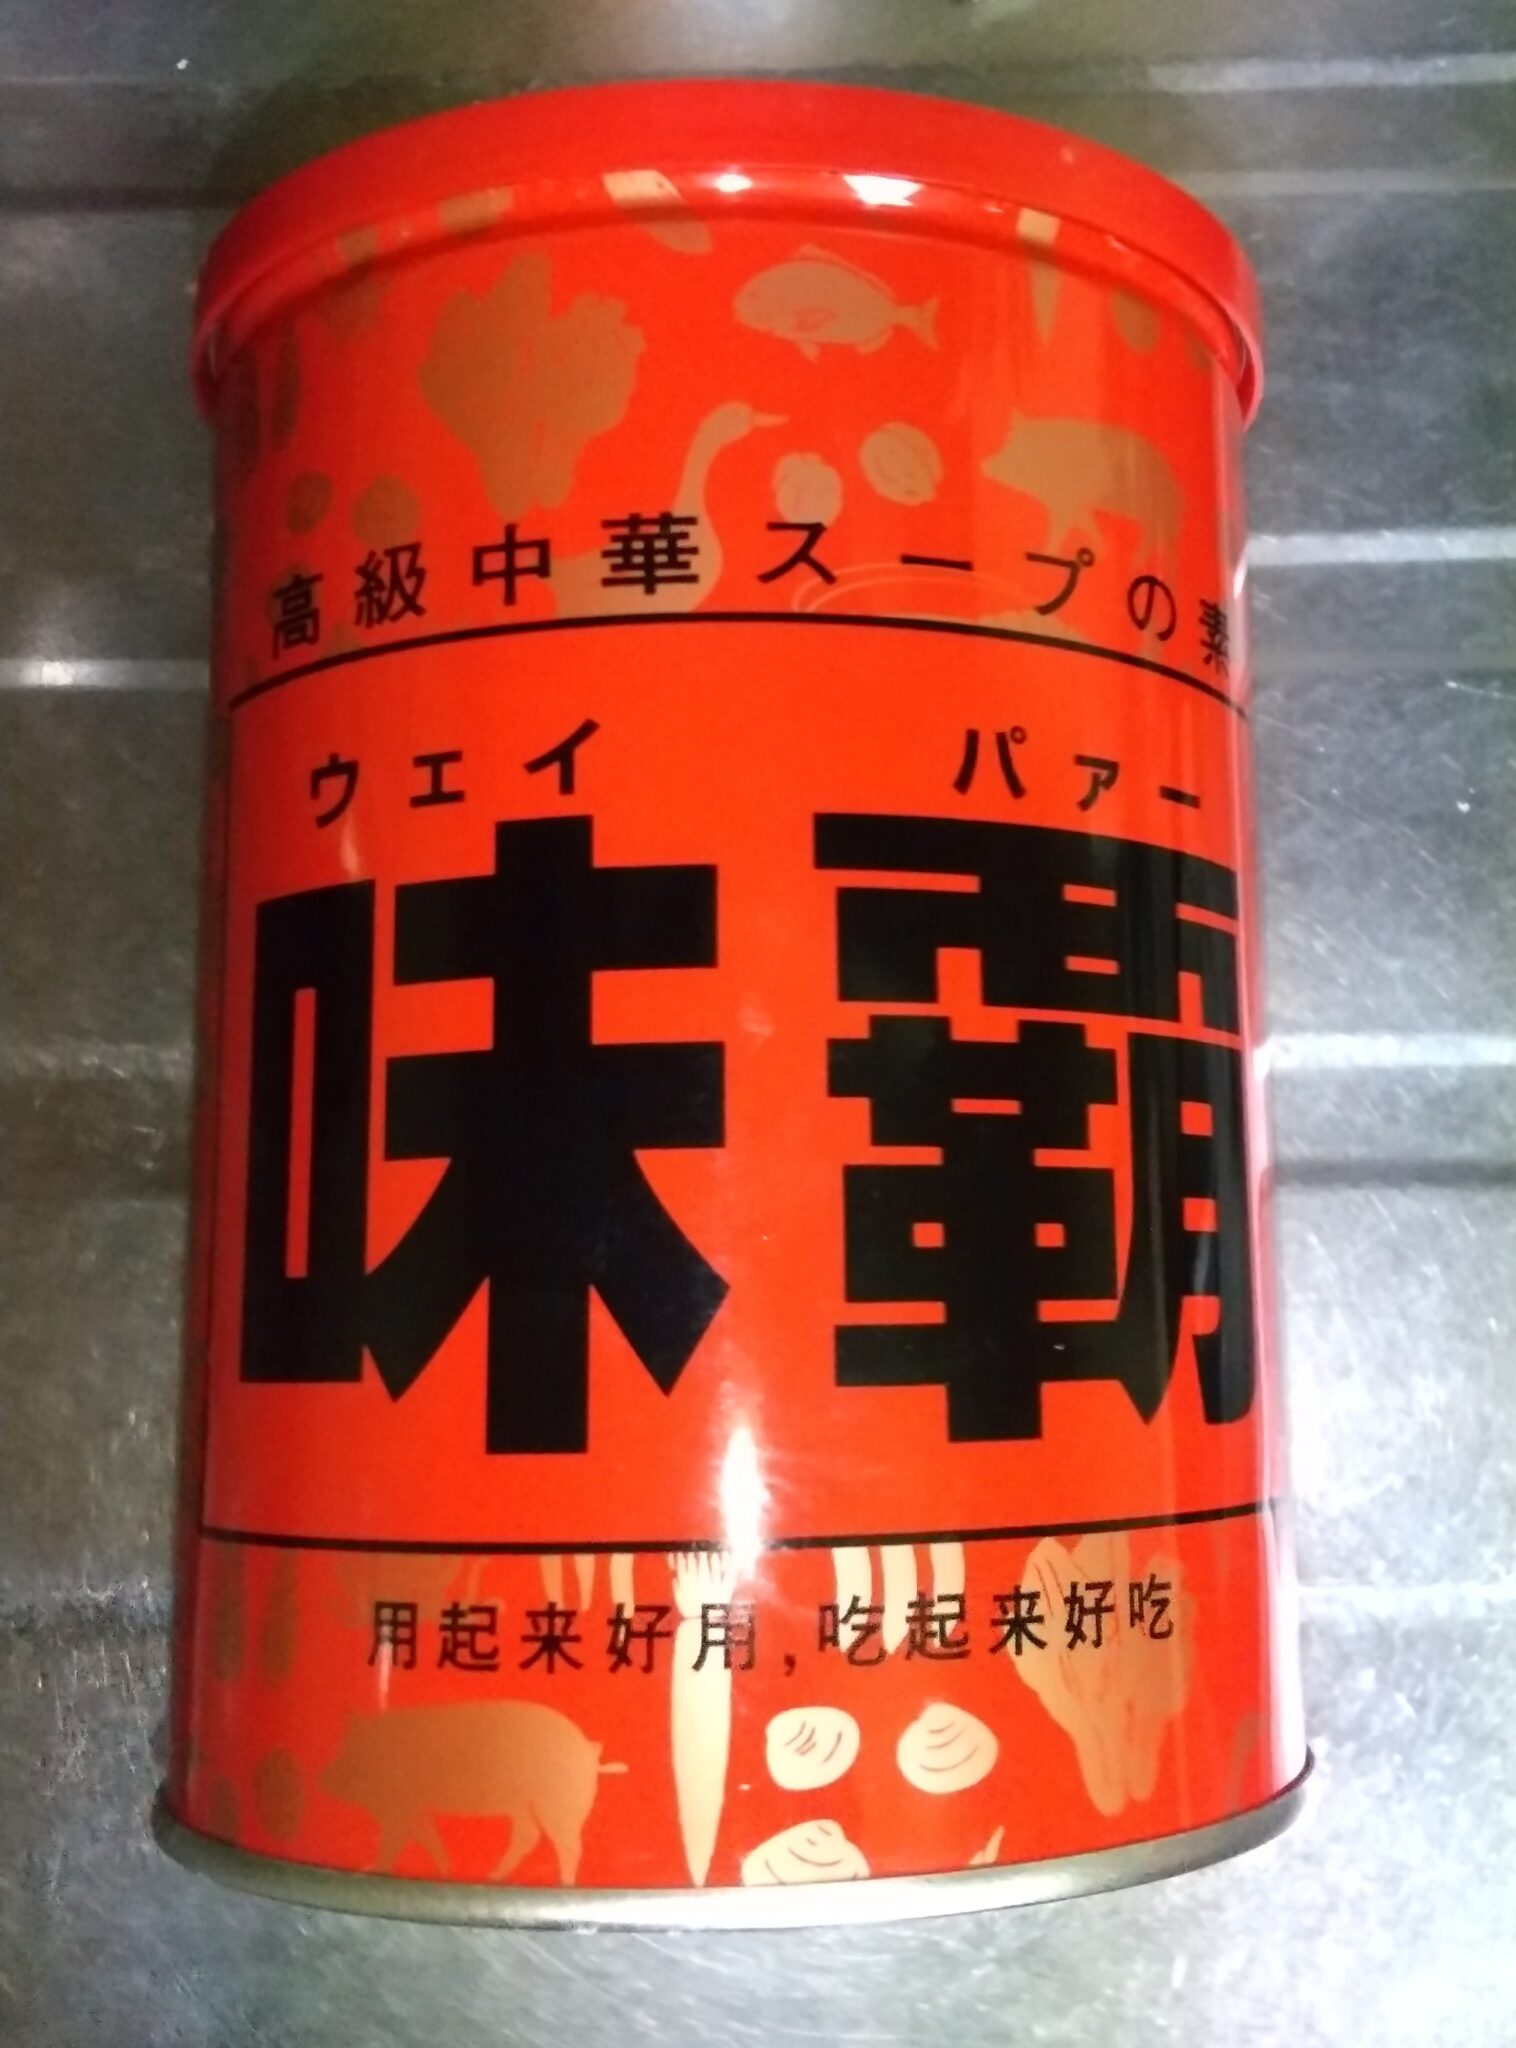 高級中華スープの素
ウェイ パァー
味覇
用起来好用,吃起来好吃